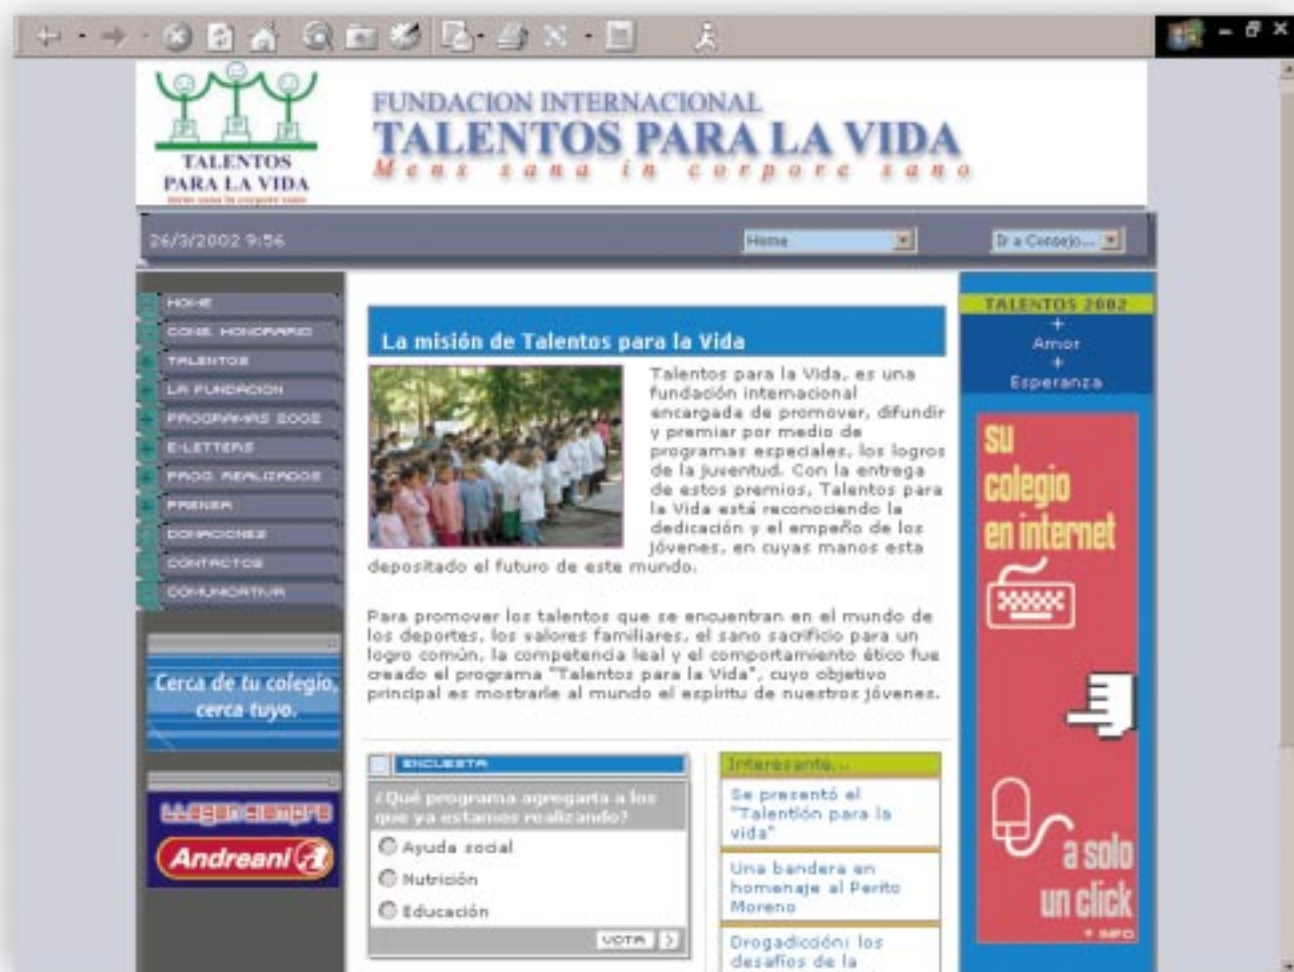 TALENTOS
PARA LA VIDA
mens sana in corpore sano
FUNDACION INTERNACIONAL
TALENTOS PARA LA VIDA
Mens sana in corpore sano
26/3/2002 9:56
Home
Ir a Consejo...
HOME
CONS. HONORARIO
TALENTOS
LA FUNDACION
PROGRAMAS 2002
E-LETTERS
PROG. REALIZADOS
PRENSA
DONACIONES
CONTACTOS
COMUNICATIVA
Cerca de tu colegio,
cerca tuyo.
LLegan siempre
Andreani
La misión de Talentos para la Vida
Talentos para la Vida, es una
fundación internacional
encargada de promover, difundir
y premiar por medio de
programas especiales, los logros
de la juventud. Con la entrega
de estos premios, Talentos para
la Vida está reconociendo la
dedicación y el empeño de los
jóvenes, en cuyas manos esta
depositado el futuro de este mundo.
Para promover los talentos que se encuentran en el mundo de
los deportes, los valores familiares, el sano sacrificio para un
logro común, la competencia leal y el comportamiento ético fue
creado el programa "Talentos para la Vida", cuyo objetivo
principal es mostrarle al mundo el espíritu de nuestros jóvenes.
ENCUESTA
¿Qué programa agregaría a los
que ya estamos realizando?
Ayuda social
Nutrición
Educación
VOTA
Interesante...
Se presentó el
"Talentlón para la
vida"
Una bandera en
homenaje al Perito
Moreno
Drogadicción: los
desafíos de la
TALENTOS 2002
+
Amor
+
Esperanza
su
colegio
en internet
a solo
un click
+ INFO